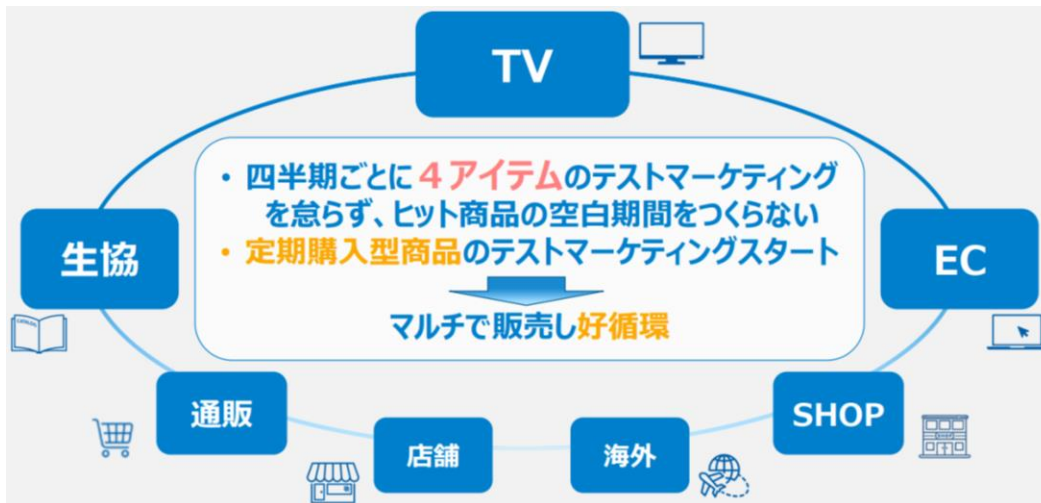 TV
・ 四半期ごとに４アイテムのテストマーケティング
を怠らず、ヒット商品の空白期間をつくらない
・ 定期購入型商品のテストマーケティングスタート
マルチで販売し好循環
生協
EC
CATALOG
通販
SHOP
店舗
海外